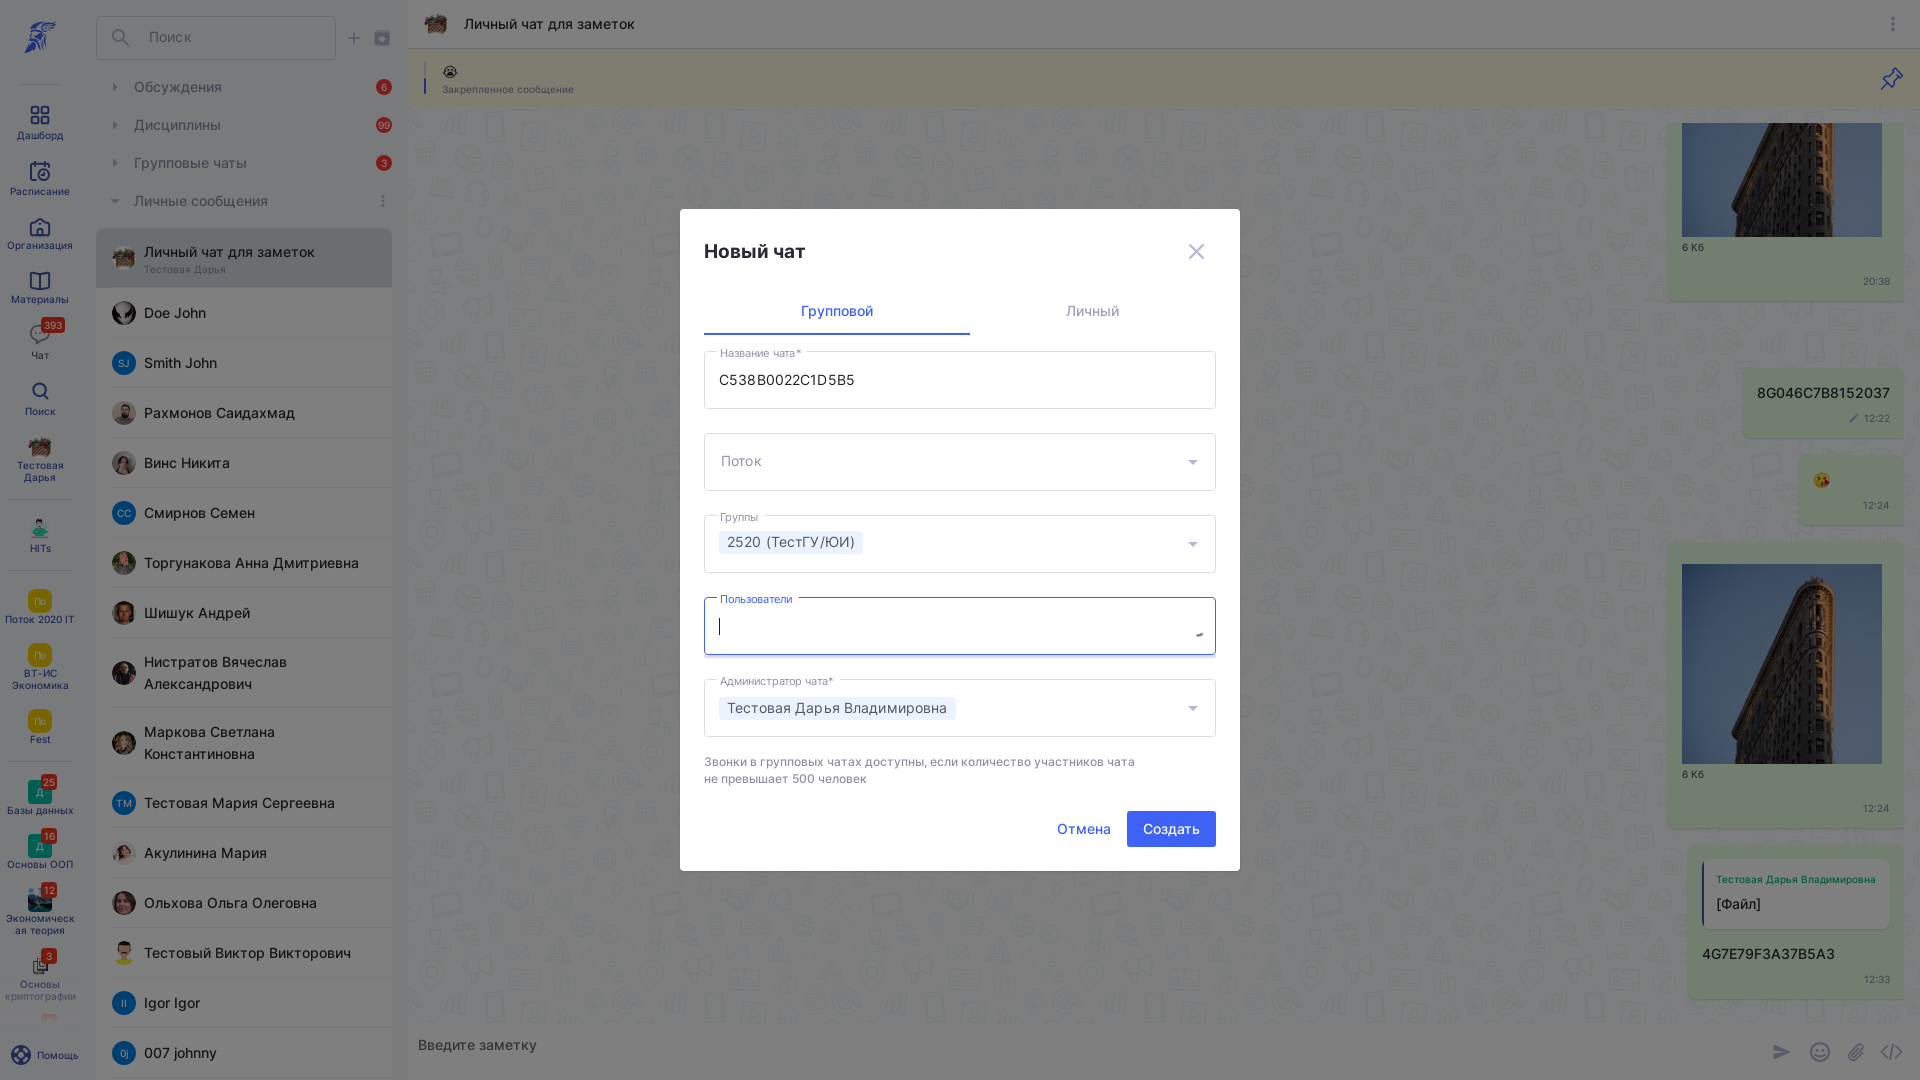 Поиск
Дашборд
Расписание
Организация
Материалы
393
Чат
Поиск
Тестовая
Дарья
HITs
По
Поток 2020 IT
По
ВТ-ИС
Экономика
По
Fest
25
Д
Базы данных
16
Д
Основы ООП
12
Экономическ
ая теория
3
Основы
криптографии
Помощь
Обсуждения
6
Дисциплины
99
Групповые чаты
3
Личные сообщения
Личный чат для заметок
Тестовая Дарья
Doe John
SJ
Smith John
Рахмонов Саидахмад
Винс Никита
СС
Смирнов Семен
Торгунакова Анна Дмитриевна
Шишук Андрей
Нистратов Вячеслав
Александрович
Маркова Светлана
Константиновна
ТМ
Тестовая Мария Сергеевна
Акулинина Мария
Ольхова Ольга Олеговна
Тестовый Виктор Викторович
II
Igor Igor
0j
007 johnny
Личный чат для заметок
Закрепленное сообщение
6 Кб
20:38
8G046C7B8152037
12:22
12:24
6 Кб
12:24
Тестовая Дарья Владимировна
[Файл]
4G7E79F3A37B5A3
12:33
Введите заметку
Новый чат
Групповой
Личный
Название чата*
C538B0022C1D5B5
Поток
Группы
2520 (ТестГУ/ЮИ)
Пользователи
Администратор чата*
Тестовая Дарья Владимировна
Звонки в групповых чатах доступны, если количество участников чата
не превышает 500 человек
Отмена
Создать